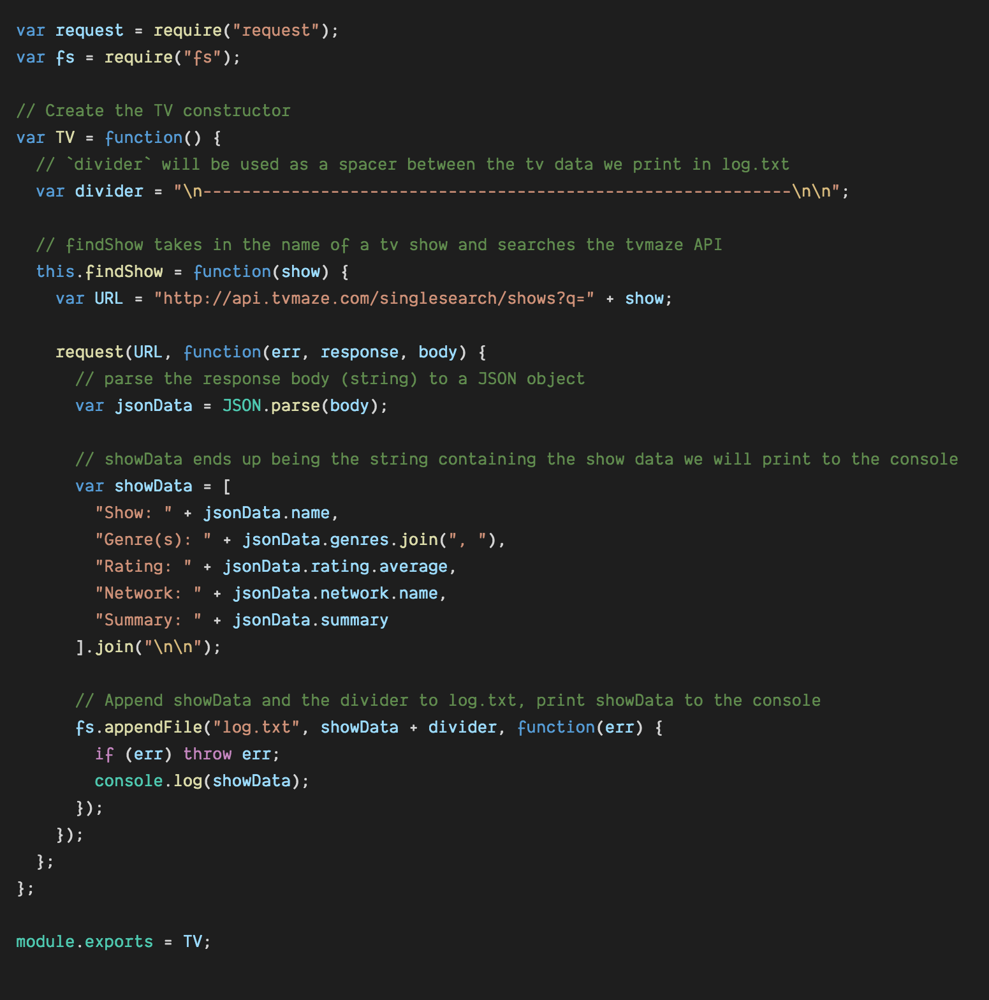 var request = require("request");
var fs = require("fs");

// Create the TV constructor
var TV = function() {
  // `divider` will be used as a spacer between the tv data we print in log.txt
  var divider = "\n------------------------------------------------------------\n\n";

  // findShow takes in the name of a tv show and searches the tvmaze API
  this.findShow = function(show) {
    var URL = "http://api.tvmaze.com/singlesearch/shows?q=" + show;

    request(URL, function(err, response, body) {
      // parse the response body (string) to a JSON object
      var jsonData = JSON.parse(body);

      // showData ends up being the string containing the show data we will print to the console
      var showData = [
        "Show: " + jsonData.name,
        "Genre(s): " + jsonData.genres.join(", "),
        "Rating: " + jsonData.rating.average,
        "Network: " + jsonData.network.name,
        "Summary: " + jsonData.summary
      ].join("\n\n");

      // Append showData and the divider to log.txt, print showData to the console
      fs.appendFile("log.txt", showData + divider, function(err) {
        if (err) throw err;
        console.log(showData);
      });
    });
  };
};

module.exports = TV;